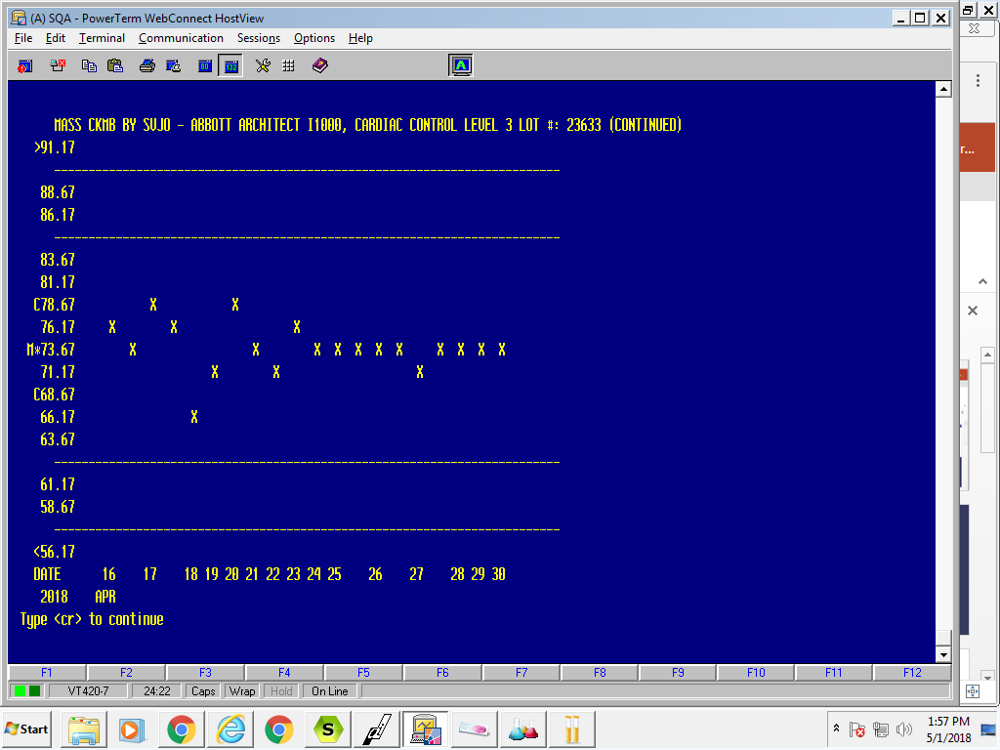 (A) SQA - PowerTerm WebConnect HostView
File Edit Terminal Communication Sessions Options Help
80 132 A
MASS CKMB BY SUJO - ABBOTT ARCHITECT I1000, CARDIAC CONTROL LEVEL 3 LOT #: 23633 (CONTINUED)
>91.17
------------------------------------------------------------------------
88.67
86.17
------------------------------------------------------------------------
83.67
81.17
C78.67 X X
76.17 X X X
M*73.67 X X X X X X X X X X X
71.17 X X X
C68.67
66.17 X
63.67
------------------------------------------------------------------------
61.17
58.67
------------------------------------------------------------------------
<56.17
DATE 16 17 18 19 20 21 22 23 24 25 26 27 28 29 30
2018 APR
Type <cr> to continue
F1 F2 F3 F4 F5 F6 F7 F8 F9 F10 F11 F12
VT420-7 24:22 Caps Wrap Hold On Line
r...
Start
S
1:57 PM
5/1/2018